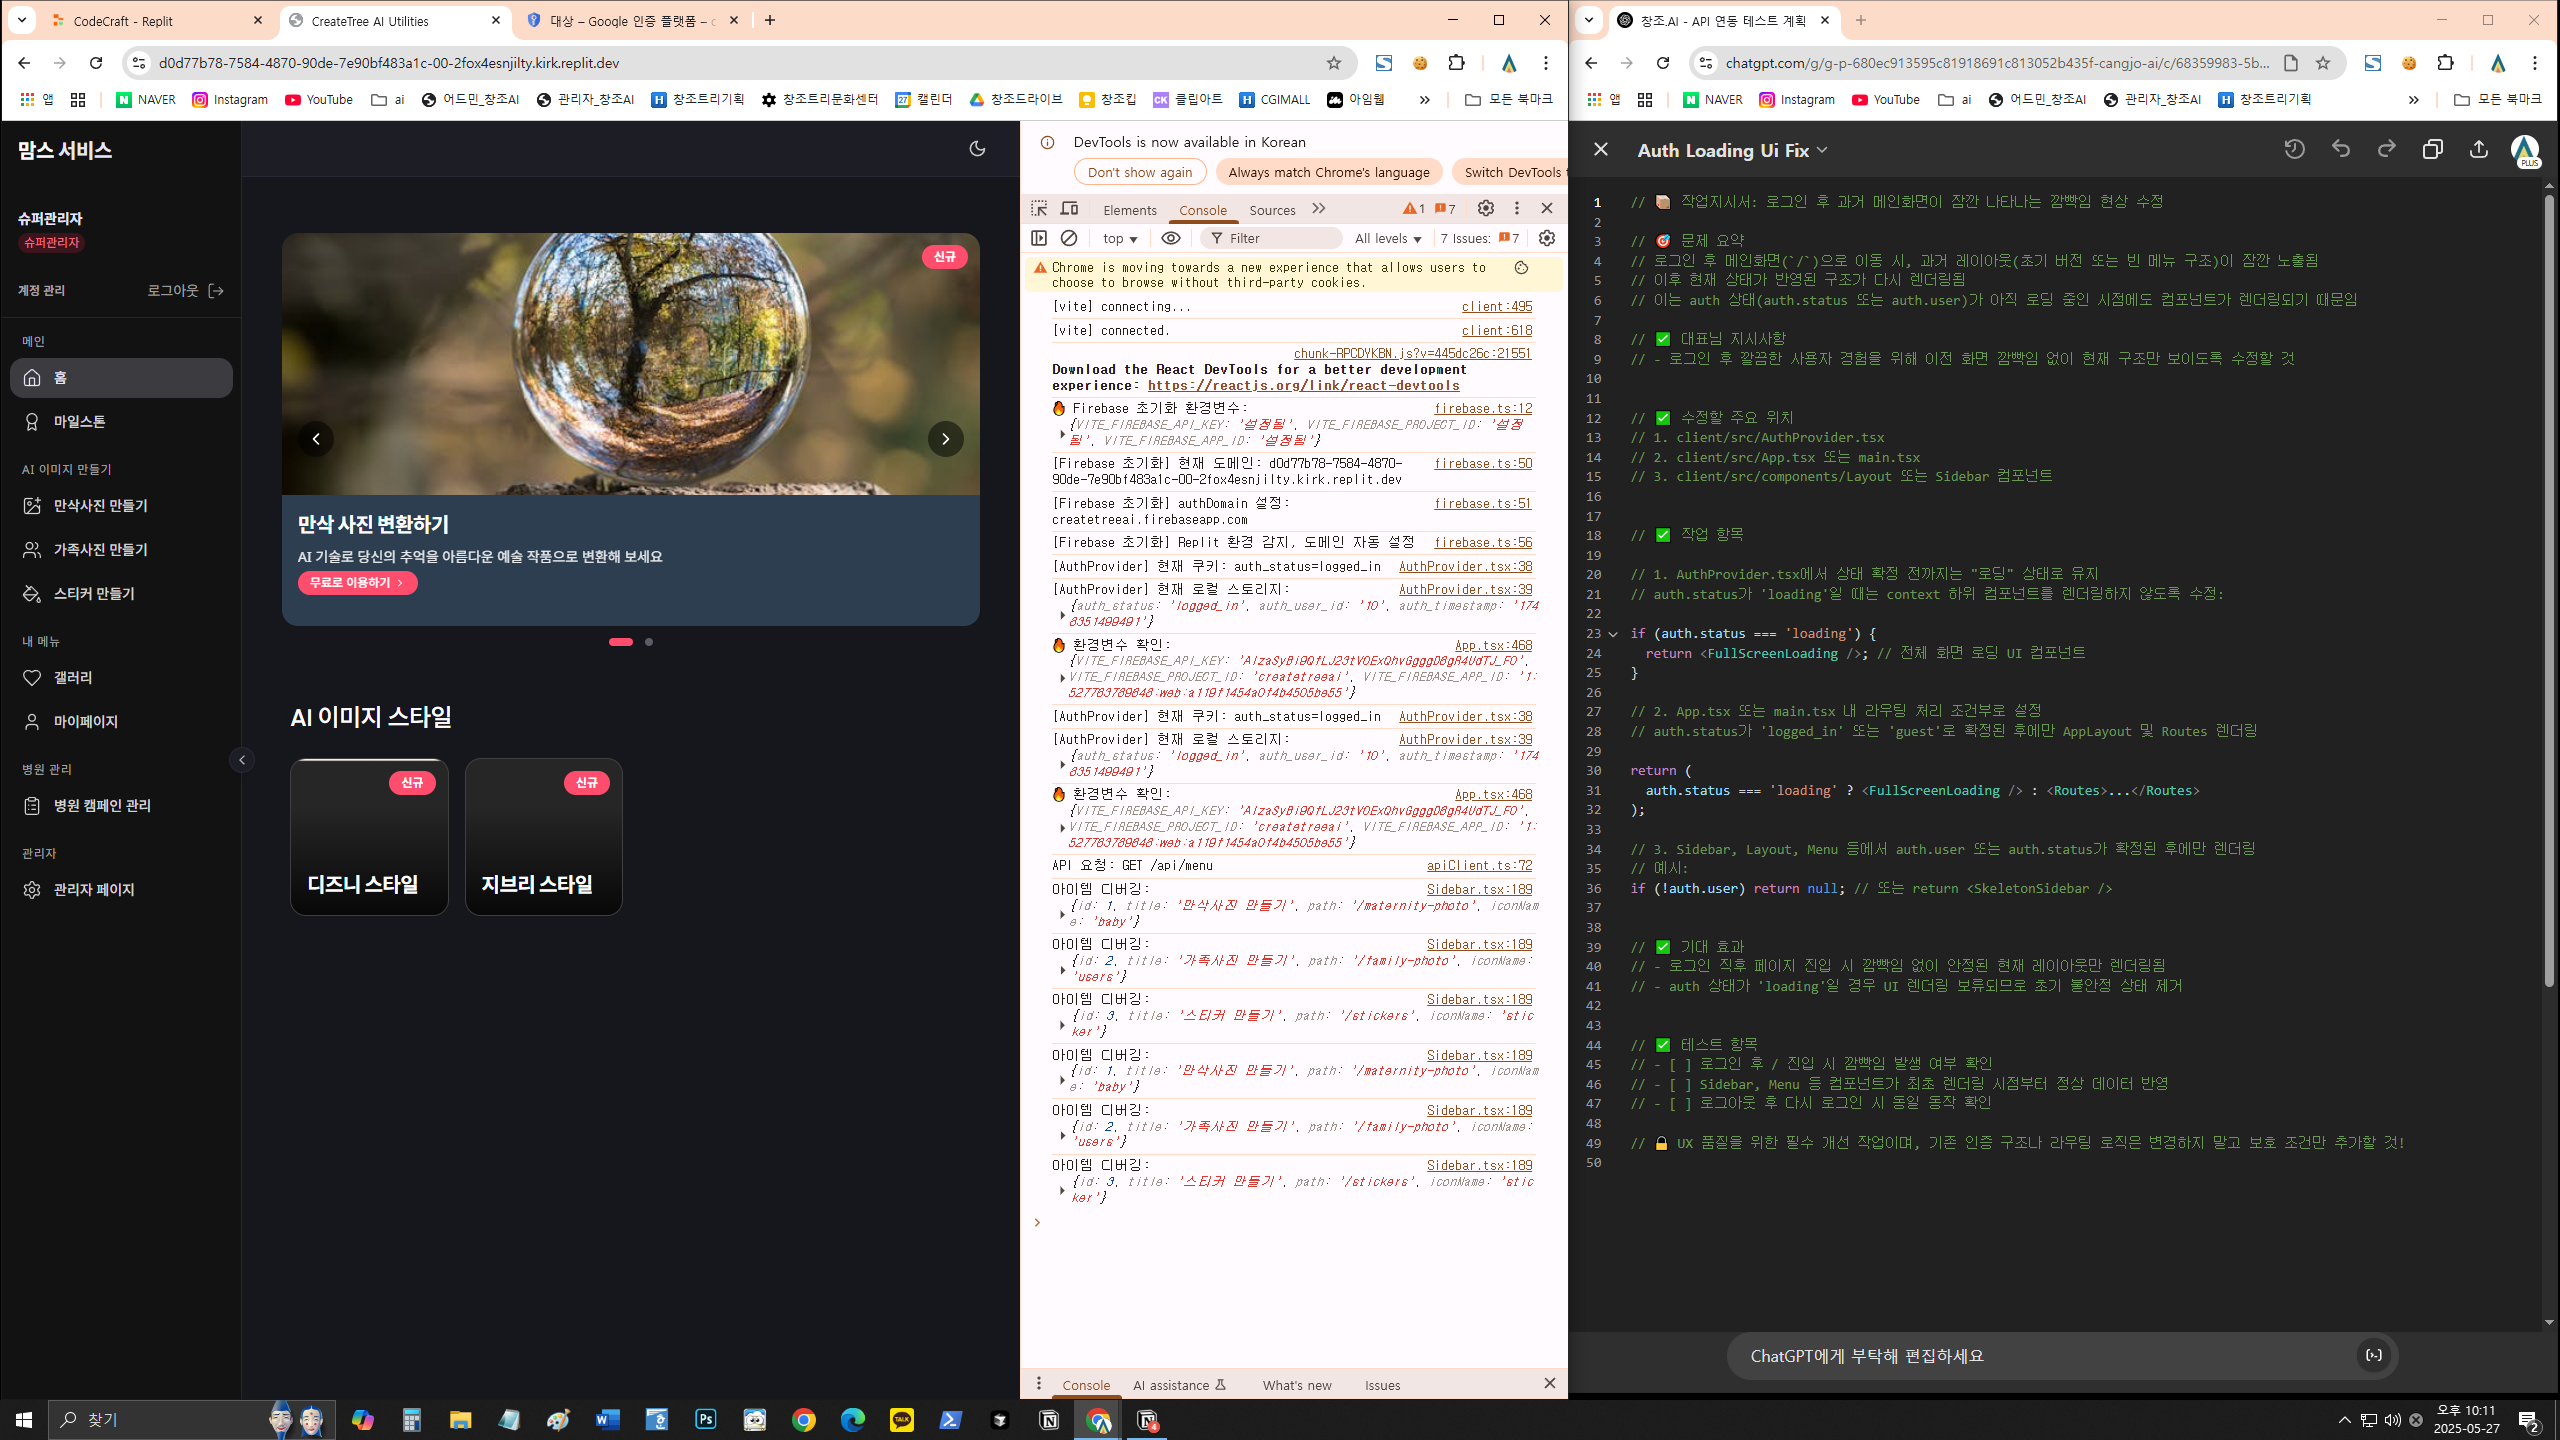 CodeCraft - Replit
CreateTree AI Utilities
대상 – Google 인증 플랫폼 – c
d0d77b78-7584-4870-90de-7e90bf483a1c-00-2fox4esnjilty.kirk.replit.dev
앱
NAVER
Instagram
YouTube
ai
어드민_창조AI
관리자_창조AI
창조트리기획
창조트리문화센터
캘린더
창조드라이브
창조킵
클립아트
CGIMALL
아임웹
»
모든 북마크
맘스 서비스
슈퍼관리자
슈퍼관리자
계정 관리
로그아웃
메인
홈
마일스톤
AI 이미지 만들기
만삭사진 만들기
가족사진 만들기
스티커 만들기
내 메뉴
갤러리
마이페이지
병원 관리
병원 캠페인 관리
관리자
관리자 페이지
신규
만삭 사진 변환하기
AI 기술로 당신의 추억을 아름다운 예술 작품으로 변환해 보세요
무료로 이용하기
AI 이미지 스타일
신규
디즈니 스타일
신규
지브리 스타일
DevTools is now available in Korean
Don't show again
Always match Chrome's language
Switch DevTools t
Elements
Console
Sources
1
7
top
Filter
All levels
7 Issues:
7
Chrome is moving towards a new experience that allows users to
choose to browse without third-party cookies.
[vite] connecting... client:495
[vite] connected. client:618
chunk-RPCDYKBN.js?v=445dc26c:21551
Download the React DevTools for a better development
experience: https://reactjs.org/link/react-devtools
🔥 Firebase 초기화 환경변수: firebase.ts:12
{VITE_FIREBASE_API_KEY: '설정됨', VITE_FIREBASE_PROJECT_ID: '설정
됨', VITE_FIREBASE_APP_ID: '설정됨'}
[Firebase 초기화] 현재 도메인: d0d77b78-7584-4870- firebase.ts:50
90de-7e90bf483a1c-00-2fox4esnjilty.kirk.replit.dev
[Firebase 초기화] authDomain 설정: firebase.ts:51
createtreeai.firebaseapp.com
[Firebase 초기화] Replit 환경 감지, 도메인 자동 설정 firebase.ts:56
[AuthProvider] 현재 쿠키: auth_status=logged_in AuthProvider.tsx:38
[AuthProvider] 현재 로컬 스토리지: AuthProvider.tsx:39
{auth_status: 'logged_in', auth_user_id: '10', auth_timestamp: '174
8351499491'}
🔥 환경변수 확인: App.tsx:468
{VITE_FIREBASE_API_KEY:
VITE_FIREBASE_PROJECT_ID: 'createtreeai', VITE_FIREBASE_APP_ID: '1:
527763789648:web:a119f1454a0f4b4505be55'}
[AuthProvider] 현재 쿠키: auth_status=logged_in AuthProvider.tsx:38
[AuthProvider] 현재 로컬 스토리지: AuthProvider.tsx:39
{auth_status: 'logged_in', auth_user_id: '10', auth_timestamp: '174
8351499491'}
🔥 환경변수 확인: App.tsx:468
{VITE_FIREBASE_API_KEY:
VITE_FIREBASE_PROJECT_ID: 'createtreeai', VITE_FIREBASE_APP_ID: '1:
527763789648:web:a119f1454a0f4b4505be55'}
API 요청: GET /api/menu apiClient.ts:72
아이템 디버깅: Sidebar.tsx:189
{id: 1, title: '만삭사진 만들기', path: '/maternity-photo', iconNam
e: 'baby'}
아이템 디버깅: Sidebar.tsx:189
{id: 2, title: '가족사진 만들기', path: '/family-photo', iconName:
'users'}
아이템 디버깅: Sidebar.tsx:189
{id: 3, title: '스티커 만들기', path: '/stickers', iconName: 'stic
ker'}
아이템 디버깅: Sidebar.tsx:189
{id: 1, title: '만삭사진 만들기', path: '/maternity-photo', iconNam
e: 'baby'}
아이템 디버깅: Sidebar.tsx:189
{id: 2, title: '가족사진 만들기', path: '/family-photo', iconName:
'users'}
아이템 디버깅: Sidebar.tsx:189
{id: 3, title: '스티커 만들기', path: '/stickers', iconName: 'stic
ker'}
Console
AI assistance
What's new
Issues
창조.AI - API 연동 테스트 계획
chatgpt.com/g/g-p-680ec913595c81918691c813052b435f-cangjo-ai/c/68359983-5b...
앱
NAVER
Instagram
YouTube
ai
어드민_창조AI
관리자_창조AI
창조트리기획
»
모든 북마크
Auth Loading Ui Fix
PLUS
1 // 작업지시서: 로그인 후 과거 메인화면이 잠깐 나타나는 깜빡임 현상 수정
2
3 // 🎯 문제 요약
4 // 로그인 후 메인화면(`/`)으로 이동 시, 과거 레이아웃(초기 버전 또는 빈 메뉴 구조)이 잠깐 노출됨
5 // 이후 현재 상태가 반영된 구조가 다시 렌더링됨
6 // 이는 auth 상태(auth.status 또는 auth.user)가 아직 로딩 중인 시점에도 컴포넌트가 렌더링되기 때문임
7
8 // ✅ 대표님 지시사항
9 // - 로그인 후 깔끔한 사용자 경험을 위해 이전 화면 깜빡임 없이 현재 구조만 보이도록 수정할 것
10
11
12 // ✅ 수정할 주요 위치
13 // 1. client/src/AuthProvider.tsx
14 // 2. client/src/App.tsx 또는 main.tsx
15 // 3. client/src/components/Layout 또는 Sidebar 컴포넌트
16
17
18 // ✅ 작업 항목
19
20 // 1. AuthProvider.tsx에서 상태 확정 전까지는 "로딩" 상태로 유지
21 // auth.status가 'loading'일 때는 context 하위 컴포넌트를 렌더링하지 않도록 수정:
22
23 if (auth.status === 'loading') {
24 return <FullScreenLoading />; // 전체 화면 로딩 UI 컴포넌트
25 }
26
27 // 2. App.tsx 또는 main.tsx 내 라우팅 처리 조건부로 설정
28 // auth.status가 'logged_in' 또는 'guest'로 확정된 후에만 AppLayout 및 Routes 렌더링
29
30 return (
31 auth.status === 'loading' ? <FullScreenLoading /> : <Routes>...</Routes>
32 );
33
34 // 3. Sidebar, Layout, Menu 등에서 auth.user 또는 auth.status가 확정된 후에만 렌더링
35 // 예시:
36 if (!auth.user) return null; // 또는 return <SkeletonSidebar />
37
38
39 // ✅ 기대 효과
40 // - 로그인 직후 페이지 진입 시 깜빡임 없이 안정된 현재 레이아웃만 렌더링됨
41 // - auth 상태가 'loading'일 경우 UI 렌더링 보류되므로 초기 불안정 상태 제거
42
43
44 // ✅ 테스트 항목
45 // - [ ] 로그인 후 / 진입 시 깜빡임 발생 여부 확인
46 // - [ ] Sidebar, Menu 등 컴포넌트가 최초 렌더링 시점부터 정상 데이터 반영
47 // - [ ] 로그아웃 후 다시 로그인 시 동일 동작 확인
48
49 // 🔒 UX 품질을 위한 필수 개선 작업이며, 기존 인증 구조나 라우팅 로직은 변경하지 말고 보호 조건만 추가할 것!
50
ChatGPT에게 부탁해 편집하세요
찾기
오후 10:11
2025-05-27
2